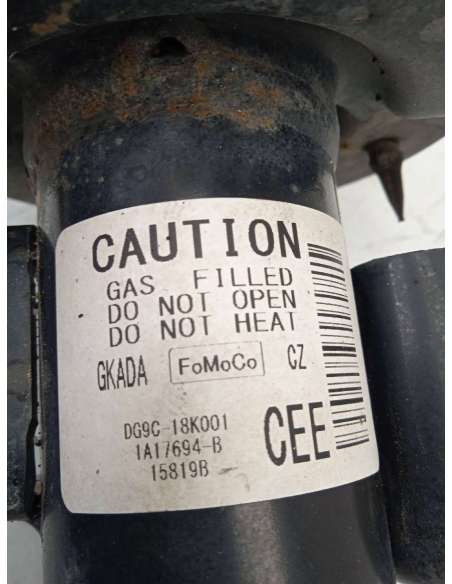 CAUTION
GAS FILLED
DO NOT OPEN
DO NOT HEAT
GKADA FoMoCo CZ
DG9C-18K001
1A17694-B
15819B
CEE